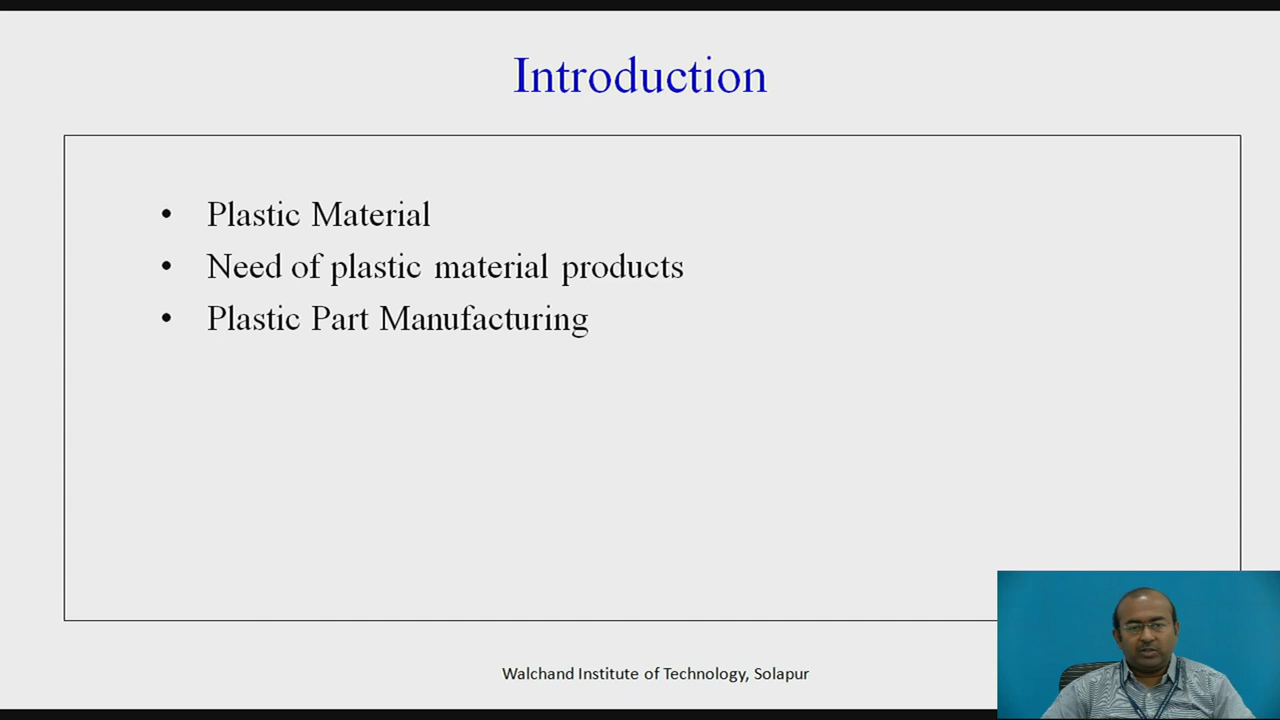 Introduction
• Plastic Material
• Need of plastic material products
• Plastic Part Manufacturing
Walchand Institute of Technology, Solapur